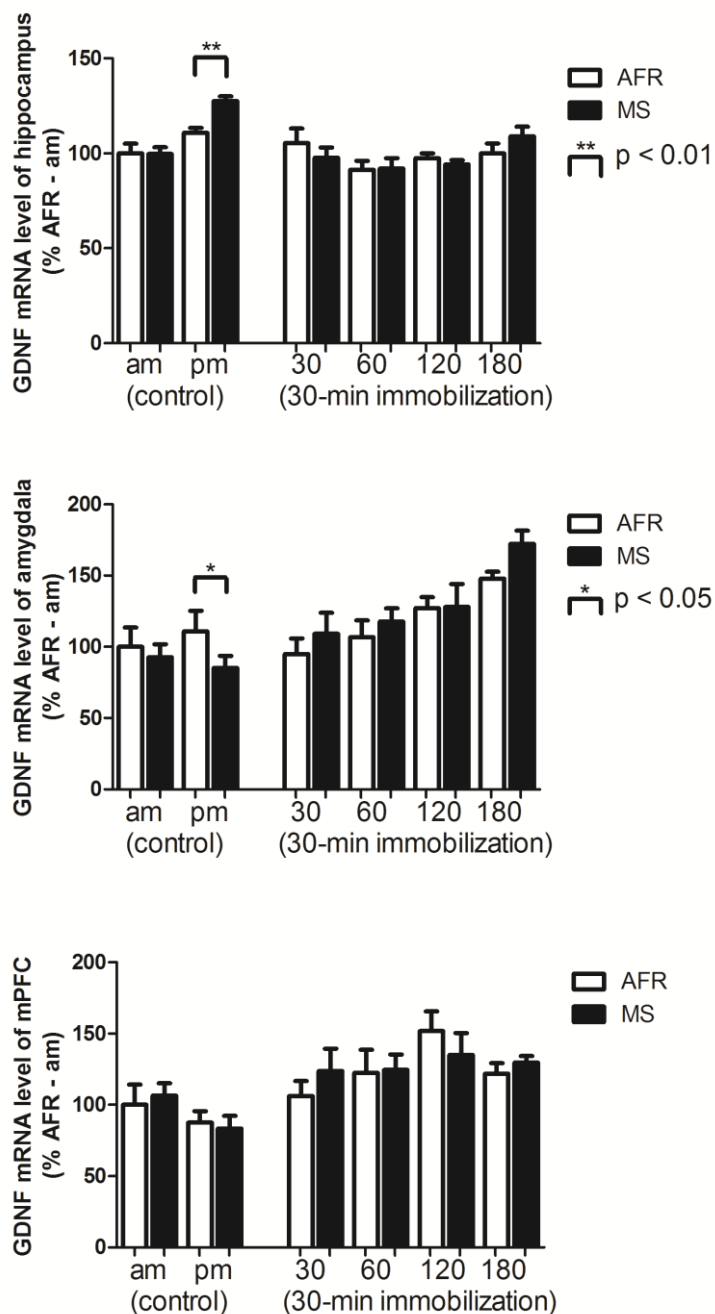 GDNF mRNA level of hippocampus
(% AFR - am)
150
100
50
0
**
AFR
MS
** p < 0.01
am pm 30 60 120 180
(control) (30-min immobilization)
GDNF mRNA level of amygdala
(% AFR - am)
200
150
100
50
0
*
AFR
MS
* p < 0.05
am pm 30 60 120 180
(control) (30-min immobilization)
GDNF mRNA level of mPFC
(% AFR - am)
200
150
100
50
0
AFR
MS
am pm 30 60 120 180
(control) (30-min immobilization)